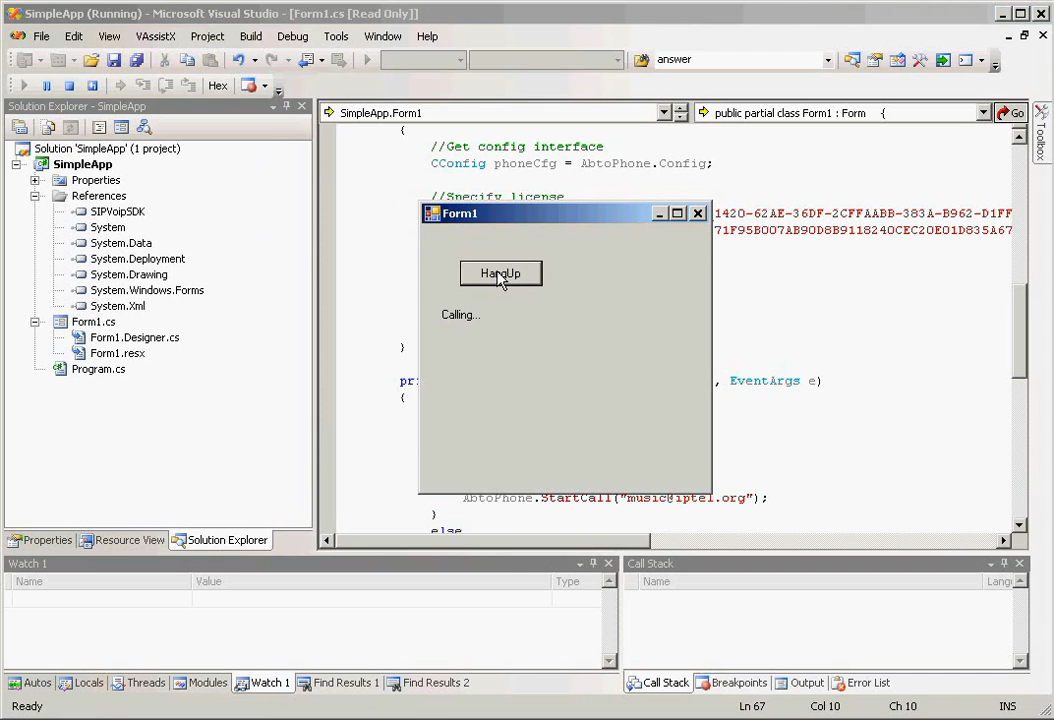 SimpleApp (Running) - Microsoft Visual Studio - [Form1.cs [Read Only]]
File Edit View VAssistX Project Build Debug Tools Window Help
answer
Hex
Solution Explorer - SimpleApp
SimpleApp.Form1
public partial class Form1 : Form {
Go
Toolbox
Solution 'SimpleApp' (1 project)
SimpleApp
Properties
References
SIPVoipSDK
System
System.Data
System.Deployment
System.Drawing
System.Windows.Forms
System.Xml
Form1.cs
Form1.Designer.cs
Form1.resx
Program.cs
{
//Get config interface
CConfig phoneCfg = AbtoPhone.Config;
//Specify license
1420-62AE-36DF-2CFFAABB-383A-B962-D1FF
71F95B007AB90D8B9118240CEC20E01D835A67
}
pri
, EventArgs e)
{
AbtoPhone.StartCall("music@iptel.org");
}
else
Form1
HangUp
Calling...
Properties Resource View Solution Explorer
Watch 1
Name Value Type
Call Stack
Name Lang
Autos Locals Threads Modules Watch 1 Find Results 1 Find Results 2
Call Stack Breakpoints Output Error List
Ready
Ln 67 Col 10 Ch 10 INS